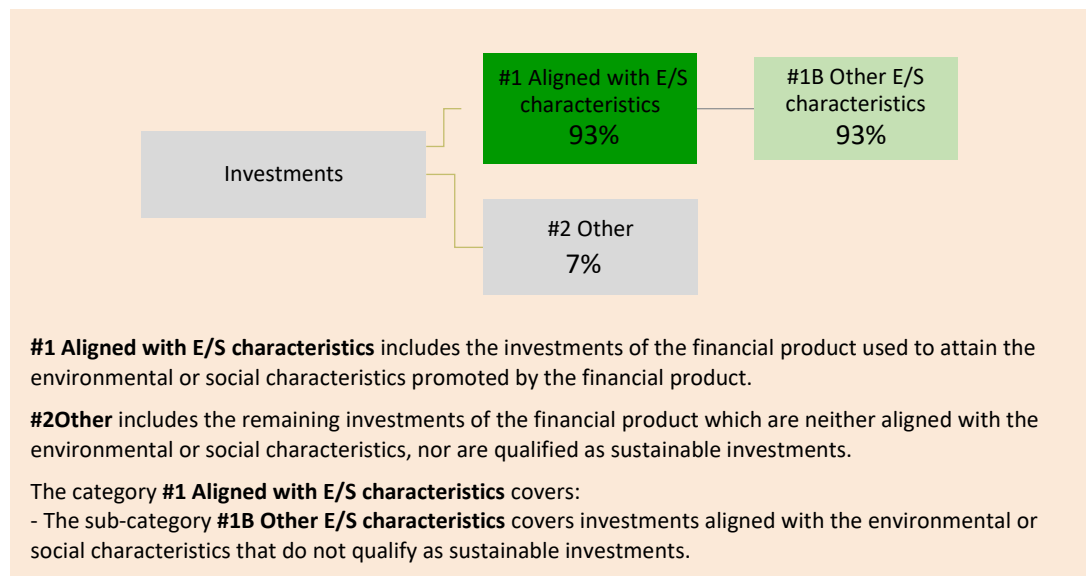 #1 Aligned with E/S
characteristics
93%
#1B Other E/S
characteristics
93%
Investments
#2 Other
7%
#1 Aligned with E/S characteristics includes the investments of the financial product used to attain the
environmental or social characteristics promoted by the financial product.
#2Other includes the remaining investments of the financial product which are neither aligned with the
environmental or social characteristics, nor are qualified as sustainable investments.
The category #1 Aligned with E/S characteristics covers:
- The sub-category #1B Other E/S characteristics covers investments aligned with the environmental or
social characteristics that do not qualify as sustainable investments.